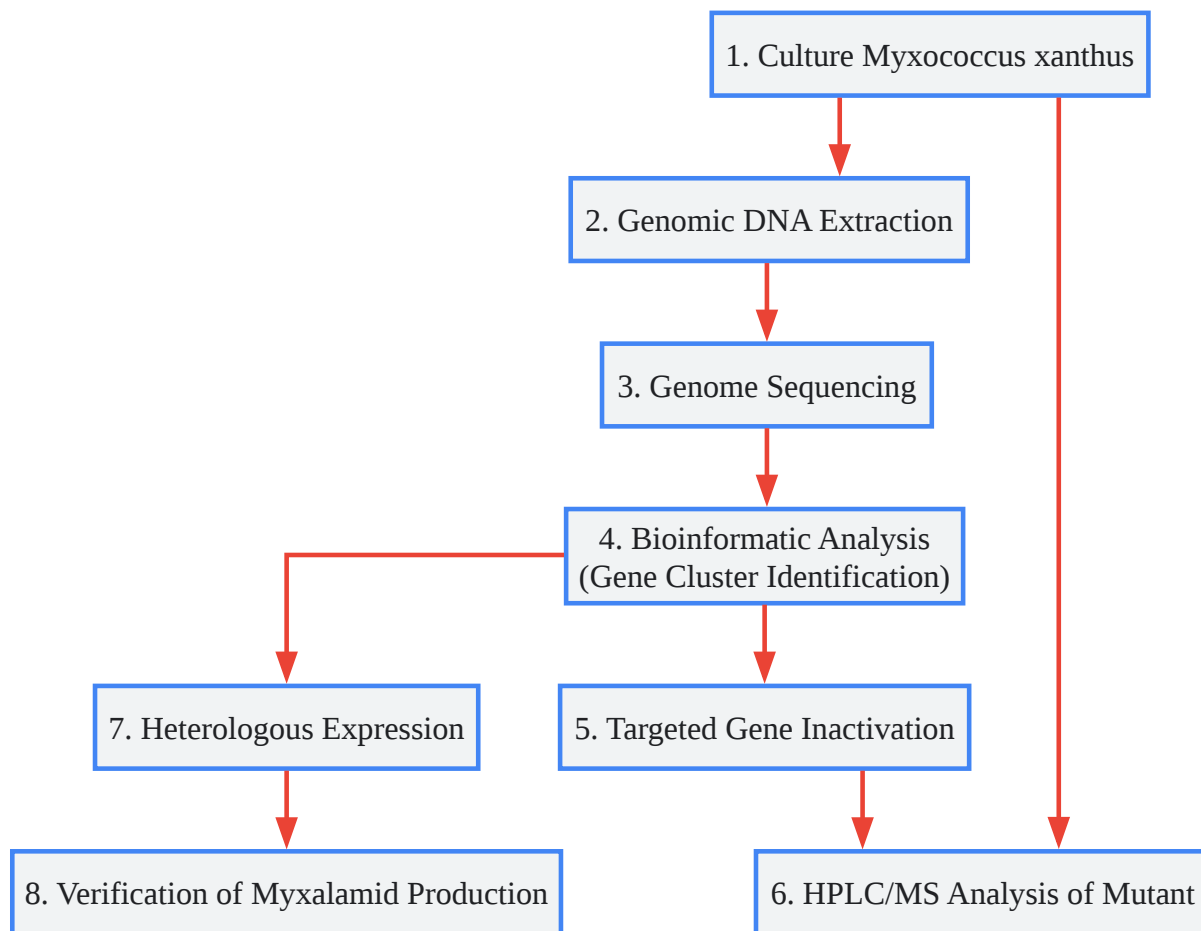 1. Culture Myxococcus xanthus
2. Genomic DNA Extraction
3. Genome Sequencing
4. Bioinformatic Analysis
(Gene Cluster Identification)
7. Heterologous Expression
5. Targeted Gene Inactivation
8. Verification of Myxalamid Production
6. HPLC/MS Analysis of Mutant